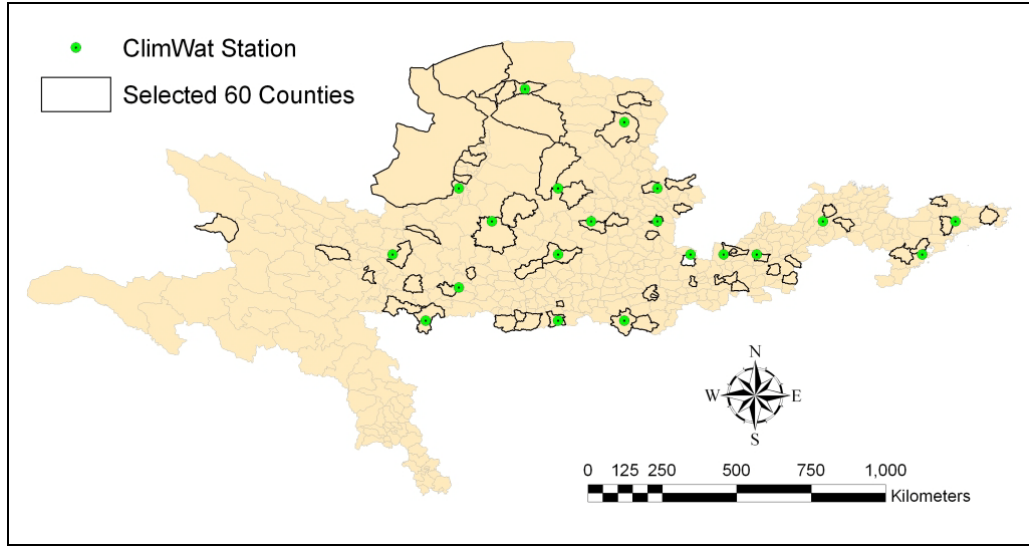 ClimWat Station
Selected 60 Counties
N
W E
S
0 125 250 500 750 1,000
Kilometers